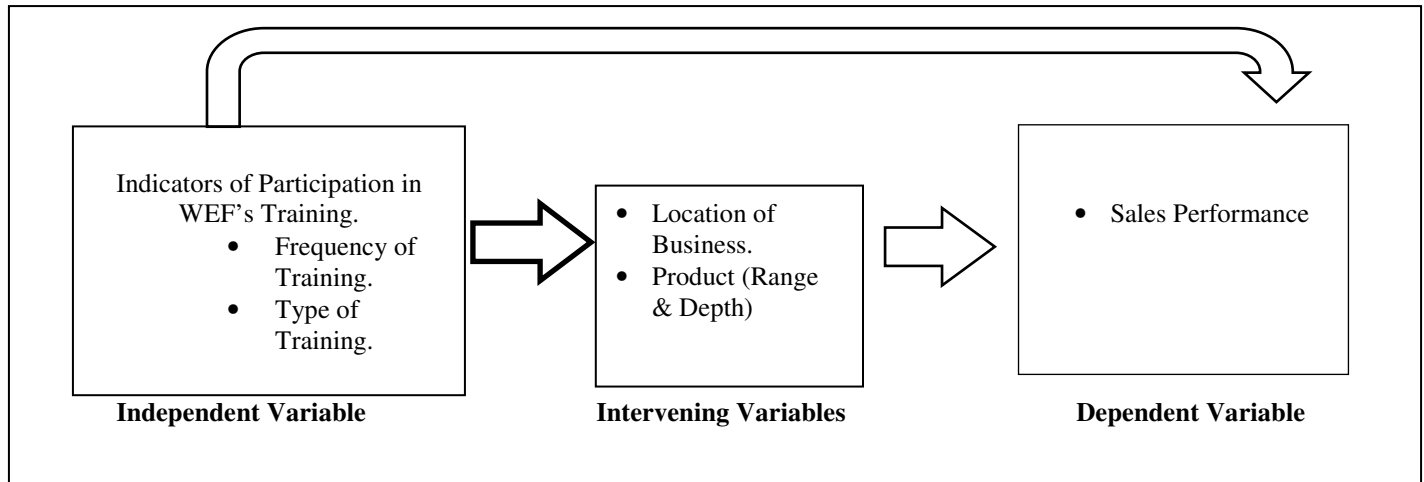 Indicators of Participation in
WEF's Training.
• Frequency of
Training.
• Type of
Training.
Independent Variable
• Location of
Business.
• Product (Range
& Depth)
Intervening Variables
• Sales Performance
Dependent Variable